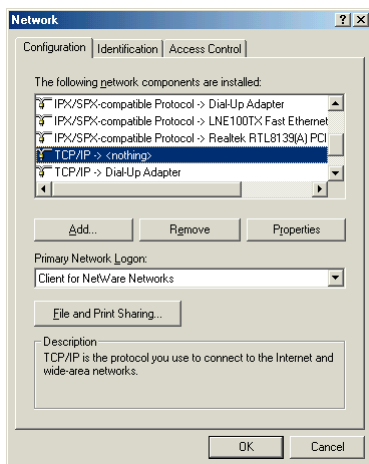 Network
Configuration Identification Access Control
The following network components are installed:
IPX/SPX-compatible Protocol -> Dial-Up Adapter
IPX/SPX-compatible Protocol -> LNE100TX Fast Ethernet
IPX/SPX-compatible Protocol -> Realtek RTL8139(A) PCI
TCP/IP -> <nothing>
TCP/IP -> Dial-Up Adapter
Add... Remove Properties
Primary Network Logon:
Client for NetWare Networks
File and Print Sharing...
Description
TCP/IP is the protocol you use to connect to the Internet and
wide-area networks.
OK Cancel